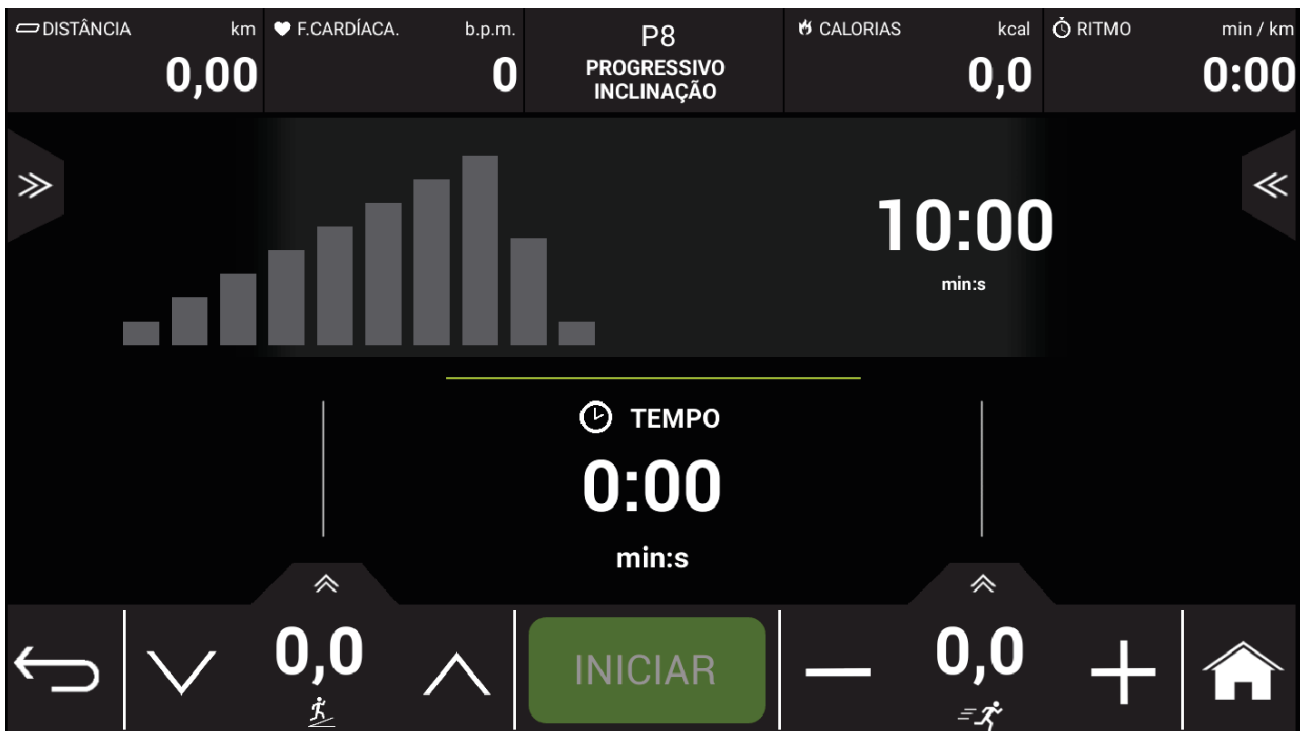 DISTÂNCIA km
0,00
F.CARDÍACA. b.p.m.
0
P8
PROGRESSIVO
INCLINAÇÃO
CALORIAS kcal
0,0
RITMO min / km
0:00
10:00
min:s
TEMPO
0:00
min:s
0,0
INICIAR
0,0